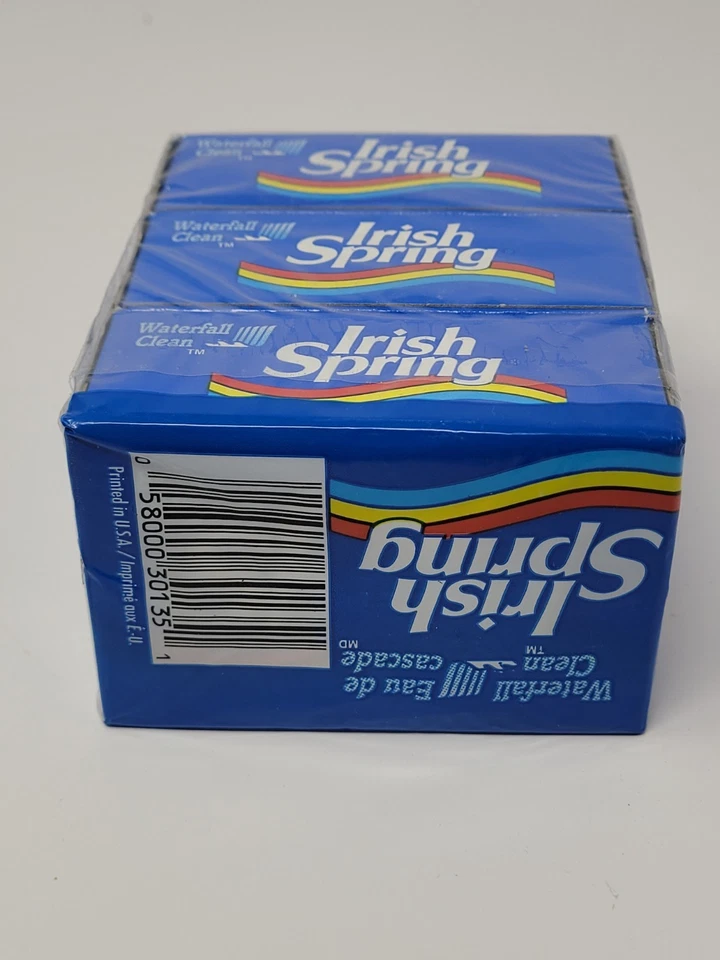 Waterfall
Clean TM
Irish
Spring
Waterfall
Clean TM
Irish
Spring
Waterfall
Clean TM
Irish
Spring
0 58000 30135 1
Printed in U.S.A. / Imprimé aux É.-U.
Irish
Spring
Waterfall Eau de
Clean TM cascade MD